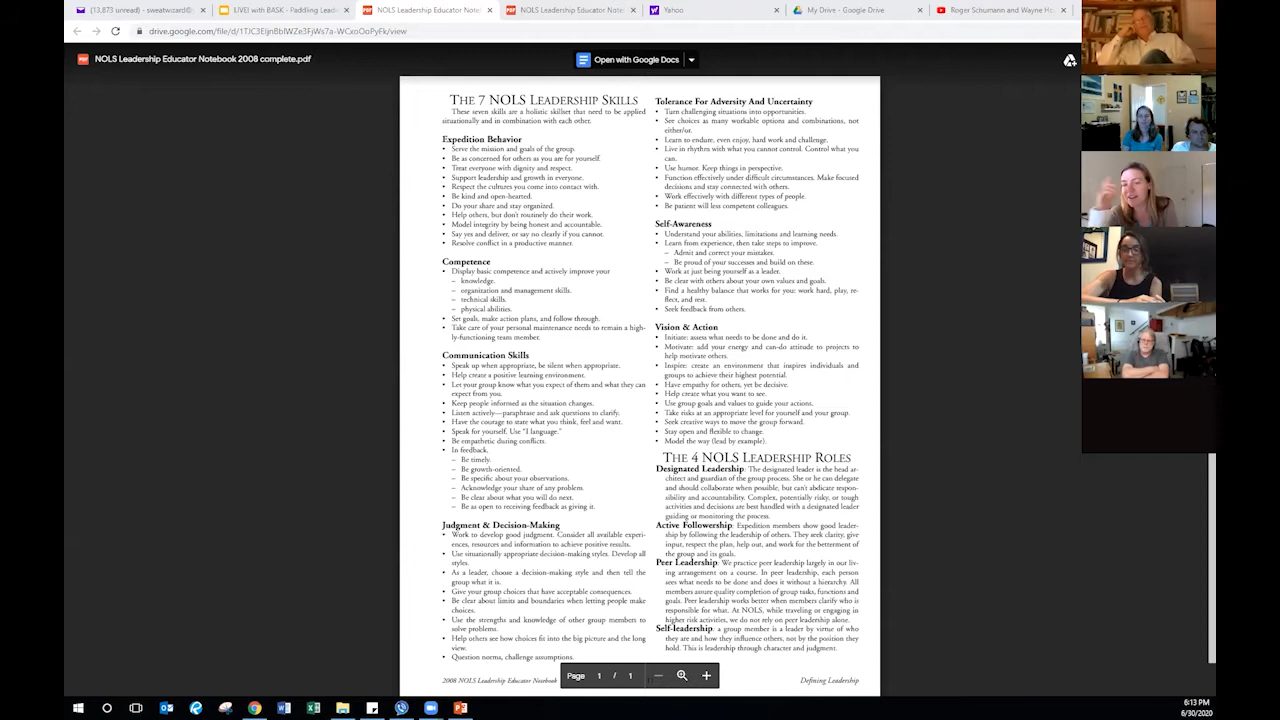 (13,873 unread) - sweatwcard@
LIVE! with BASK - Paddling Lead
NOLS Leadership Educator Note
NOLS Leadership Educator Note
Yahoo
My Drive - Google Drive
Roger Schumann and Wayne H
NOLS Leadership Educator Notebook 2008 complete.pdf
Open with Google Docs
THE 7 NOLS LEADERSHIP SKILLS
These seven skills are a holistic skillset that need to be applied
situationally and in combination with each other.
Expedition Behavior
• Serve the mission and goals of the group.
• Be as concerned for others as you are for yourself.
• Treat everyone with dignity and respect.
• Support leadership and growth in everyone.
• Respect the cultures you come into contact with.
• Be kind and open-hearted.
• Do your share and stay organized.
• Help others, but don't routinely do their work.
• Model integrity by being honest and accountable.
• Say yes and deliver, or say no clearly if you cannot.
• Resolve conflict in a productive manner.
Competence
• Display basic competence and actively improve your
– knowledge.
– organization and management skills.
– technical skills.
– physical abilities.
• Set goals, make action plans, and follow through.
• Take care of your personal maintenance needs to remain a high-
ly-functioning team member.
Communication Skills
• Speak up when appropriate, be silent when appropriate.
• Help create a positive learning environment.
• Let your group know what you expect of them and what they can
expect from you.
• Keep people informed as the situation changes.
• Listen actively—paraphrase and ask questions to clarify.
• Have the courage to state what you think, feel and want.
• Speak for yourself. Use "I language."
• Be empathetic during conflicts.
• In feedback,
– Be timely.
– Be growth-oriented.
– Be specific about your observations.
– Acknowledge your share of any problem.
– Be clear about what you will do next.
– Be as open to receiving feedback as giving it.
Judgment & Decision-Making
• Work to develop good judgment. Consider all available experi-
ences, resources and information to achieve positive results.
• Use situationally appropriate decision-making styles. Develop all
styles.
• As a leader, choose a decision-making style and then tell the
group what it is.
• Give your group choices that have acceptable consequences.
• Be clear about limits and boundaries when letting people make
choices.
• Use the strengths and knowledge of other group members to
solve problems.
• Help others see how choices fit into the big picture and the long
view.
• Question norms, challenge assumptions.
Tolerance For Adversity And Uncertainty
• Turn challenging situations into opportunities.
• See choices as many workable options and combinations, not
either/or.
• Learn to endure, even enjoy, hard work and challenge.
• Live in rhythm with what you cannot control. Control what you
can.
• Use humor. Keep things in perspective.
• Function effectively under difficult circumstances. Make focused
decisions and stay connected with others.
• Work effectively with different types of people.
• Be patient will less competent colleagues.
Self-Awareness
• Understand your abilities, limitations and learning needs.
• Learn from experience, then take steps to improve.
– Admit and correct your mistakes.
– Be proud of your successes and build on these.
• Work at just being yourself as a leader.
• Be clear with others about your own values and goals.
• Find a healthy balance that works for you: work hard, play, re-
flect, and rest.
• Seek feedback from others.
Vision & Action
• Initiate: assess what needs to be done and do it.
• Motivate: add your energy and can-do attitude to projects to
help motivate others.
• Inspire: create an environment that inspires individuals and
groups to achieve their highest potential.
• Have empathy for others, yet be decisive.
• Help create what you want to see.
• Use group goals and values to guide your actions.
• Take risks at an appropriate level for yourself and your group.
• Seek creative ways to move the group forward.
• Stay open and flexible to change.
• Model the way (lead by example).
THE 4 NOLS LEADERSHIP ROLES
Designated Leadership: The designated leader is the head ar-
chitect and guardian of the group process. She or he can delegate
and should collaborate when possible, but can't abdicate respon-
sibility and accountability. Complex, potentially risky, or tough
activities and decisions are best handled with a designated leader
guiding or monitoring the process.
Active Followership: Expedition members show good leader-
ship by following the leadership of others. They seek clarity, give
input, respect the plan, help out, and work for the betterment of
the group and its goals.
Peer Leadership: We practice peer leadership largely in our liv-
ing arrangement on a course. In peer leadership, each person
sees what needs to be done and does it without a hierarchy. All
members assure quality completion of group tasks, functions and
goals. Peer leadership works better when members clarify who is
responsible for what. At NOLS, while traveling or engaging in
higher risk activities, we do not rely on peer leadership alone.
Self-leadership: a group member is a leader by virtue of who
they are and how they influence others, not by the position they
hold. This is leadership through character and judgment.
2008 NOLS Leadership Educator Notebook
Defining Leadership
Page 1 / 1
6:13 PM
6/30/2020